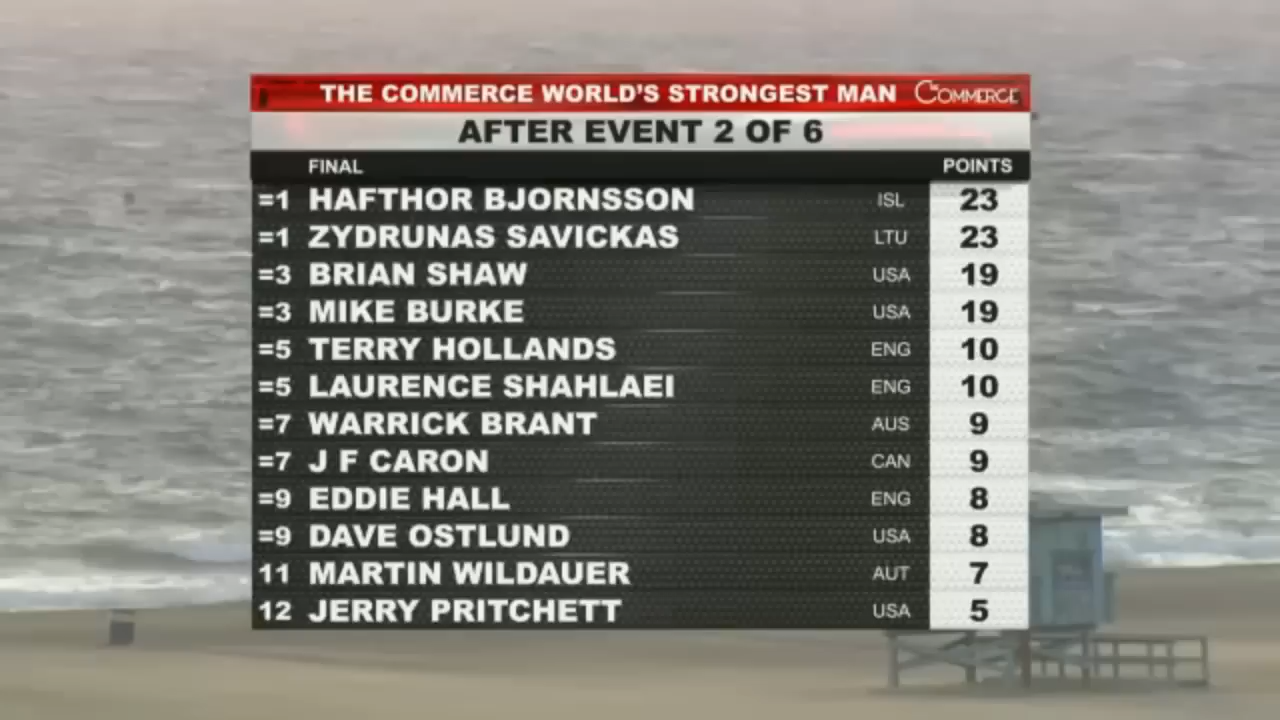 THE COMMERCE WORLD'S STRONGEST MAN THE COMMERCE
AFTER EVENT 2 OF 6
FINAL POINTS
=1 HAFTHOR BJORNSSON ISL 23
=1 ZYDRUNAS SAVICKAS LTU 23
=3 BRIAN SHAW USA 19
=3 MIKE BURKE USA 19
=5 TERRY HOLLANDS ENG 10
=5 LAURENCE SHAHLAEI ENG 10
=7 WARRICK BRANT AUS 9
=7 J F CARON CAN 9
=9 EDDIE HALL ENG 8
=9 DAVE OSTLUND USA 8
11 MARTIN WILDAUER AUT 7
12 JERRY PRITCHETT USA 5